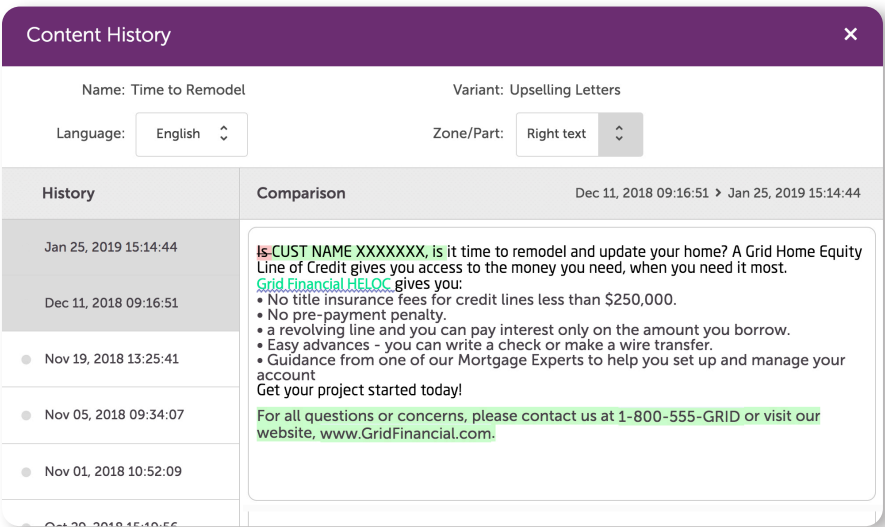 Content History
Name: Time to Remodel
Variant: Upselling Letters
Language: English
Zone/Part: Right text
History
Jan 25, 2019 15:14:44
Dec 11, 2018 09:16:51
Nov 19, 2018 13:25:41
Nov 05, 2018 09:34:07
Nov 01, 2018 10:52:09
Oct 29, 2018 15:19:56
Comparison
Dec 11, 2018 09:16:51 > Jan 25, 2019 15:14:44
Is CUST NAME XXXXXXX, is it time to remodel and update your home? A Grid Home Equity
Line of Credit gives you access to the money you need, when you need it most.
Grid Financial HELOC gives you:
• No title insurance fees for credit lines less than $250,000.
• No pre-payment penalty.
• a revolving line and you can pay interest only on the amount you borrow.
• Easy advances - you can write a check or make a wire transfer.
• Guidance from one of our Mortgage Experts to help you set up and manage your
account
Get your project started today!
For all questions or concerns, please contact us at 1-800-555-GRID or visit our
website, www.GridFinancial.com.